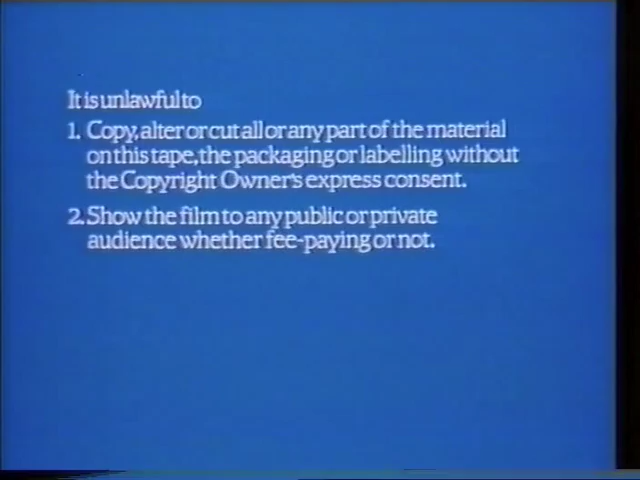 It is unlawful to
1. Copy, alter or cut all or any part of the material
on this tape, the packaging or labelling without
the Copyright Owner's express consent.
2. Show the film to any public or private
audience whether fee-paying or not.